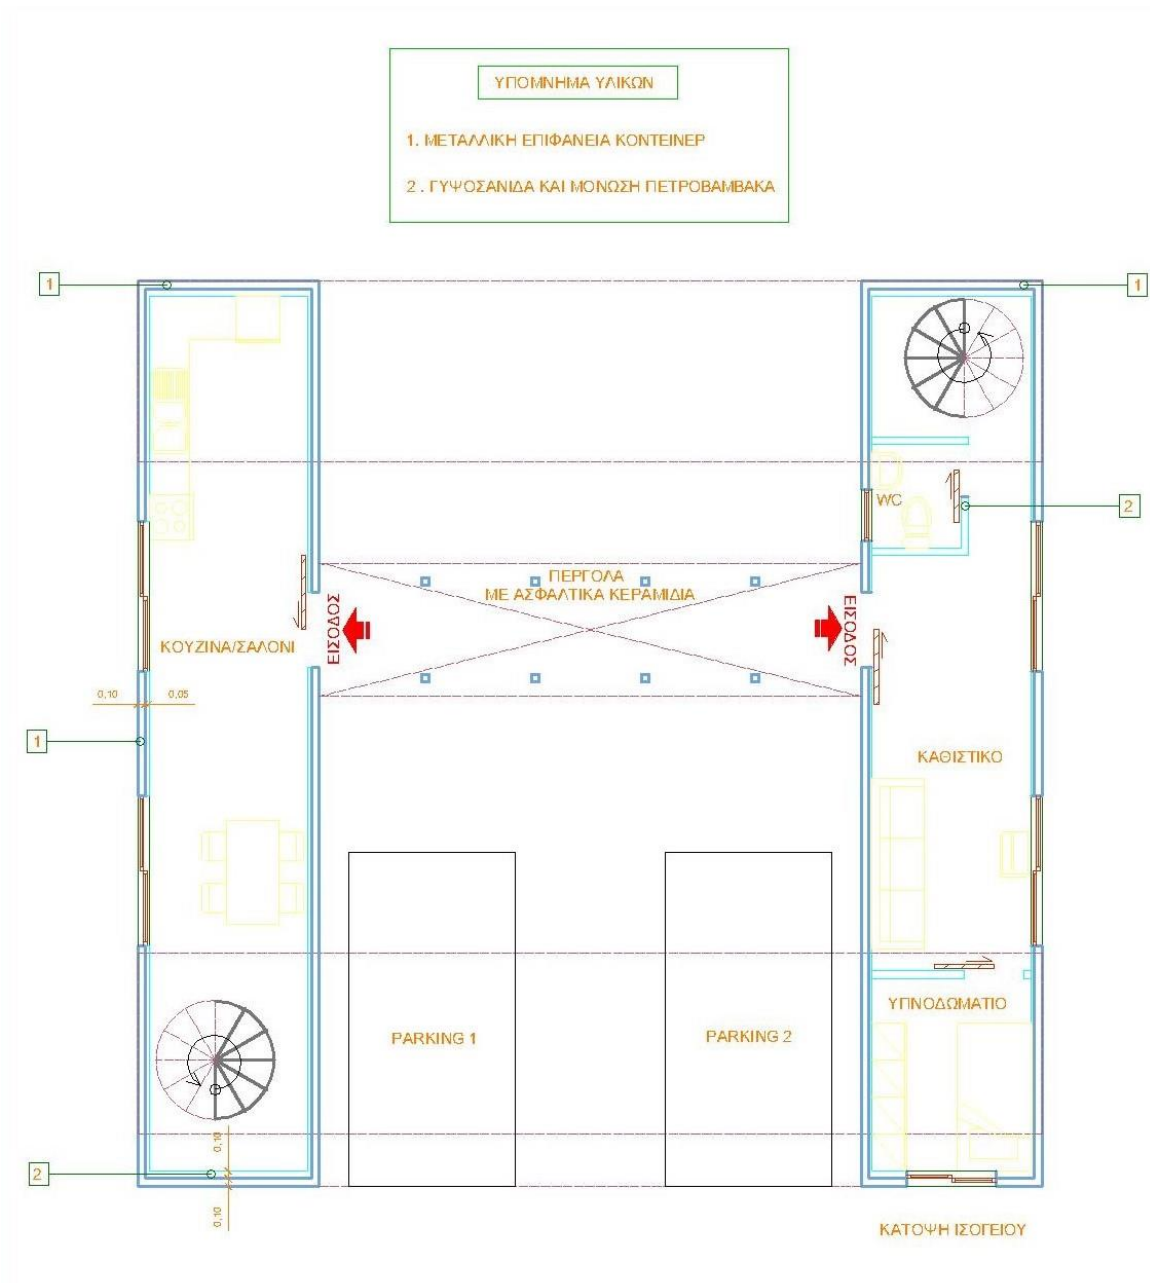 ΥΠΟΜΝΗΜΑ ΥΛΙΚΩΝ
1. ΜΕΤΑΛΛΙΚΗ ΕΠΙΦΑΝΕΙΑ ΚΟΝΤΕΙΝΕΡ
2 . ΓΥΨΟΣΑΝΙΔΑ ΚΑΙ ΜΟΝΩΣΗ ΠΕΤΡΟΒΑΜΒΑΚΑ
1
1
WC
2
ΠΕΡΓΟΛΑ
ΜΕ ΑΣΦΑΛΤΙΚΑ ΚΕΡΑΜΙΔΙΑ
ΕΙΣΟΔΟΣ
ΕΙΣΟΔΟΣ
ΚΟΥΖΙΝΑ/ΣΑΛΟΝΙ
0,10
0,05
1
ΚΑΘΙΣΤΙΚΟ
ΥΠΝΟΔΩΜΑΤΙΟ
PARKING 1
PARKING 2
0,10
2
0,10
ΚΑΤΟΨΗ ΙΣΟΓΕΙΟΥ